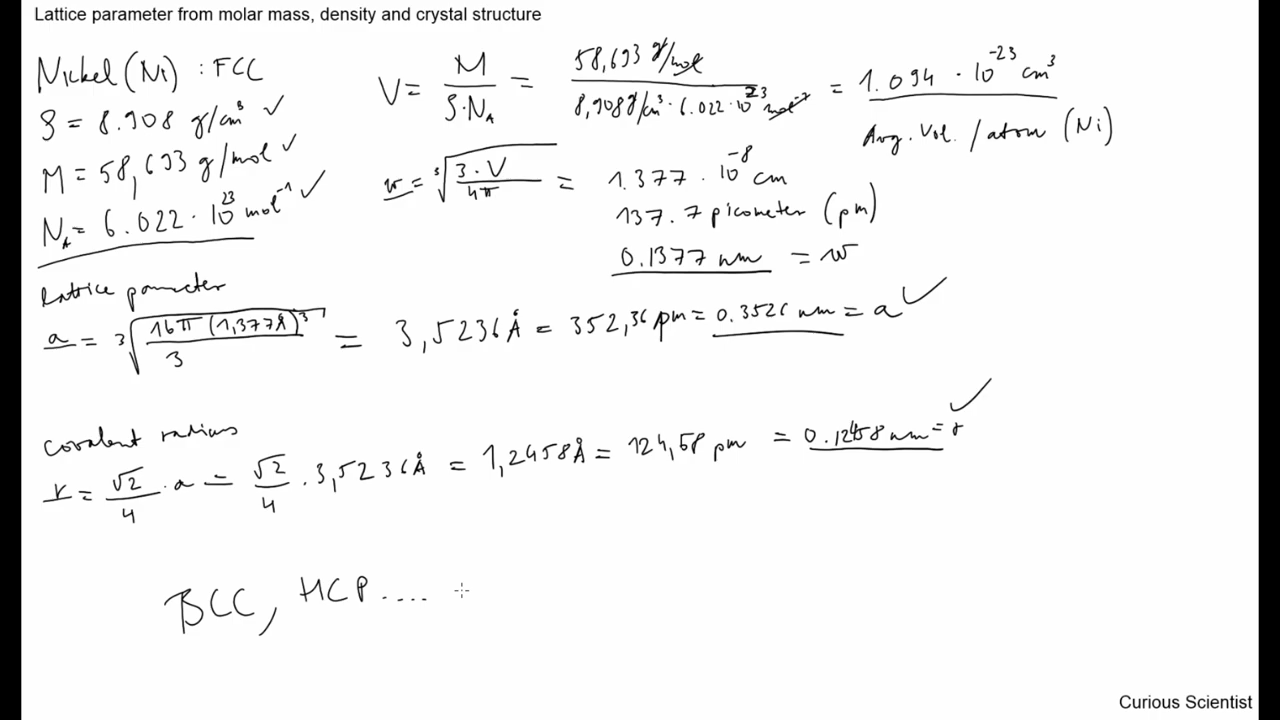 Lattice parameter from molar mass, density and crystal structure
Nickel (Ni) : FCC
ρ = 8.908 g/cm³ ✓
M = 58,693 g/mol ✓
N_A = 6.022 · 10²³ mol⁻¹ ✓
V = M / ρ·N_A = 58,693 g/mol / 8,908 g/cm³ · 6.022 · 10²³ mol⁻¹ = 1.094 · 10⁻²³ cm³
Avg. Vol. / atom (Ni)
w = ³√(3·V / 4π) = 1.377 · 10⁻⁸ cm
137.7 picometer (pm)
0.1377 nm = w
Lattice parameter
a = ³√(16π (1,377Å)³ / 3) = 3,5236Å = 352,36 pm = 0.3526 nm = a ✓
Covalent radius
r = √2/4 · a = √2/4 · 3,5236Å = 1,2458Å = 124,58 pm = 0.1258 nm = r ✓
BCC, HCP....
Curious Scientist